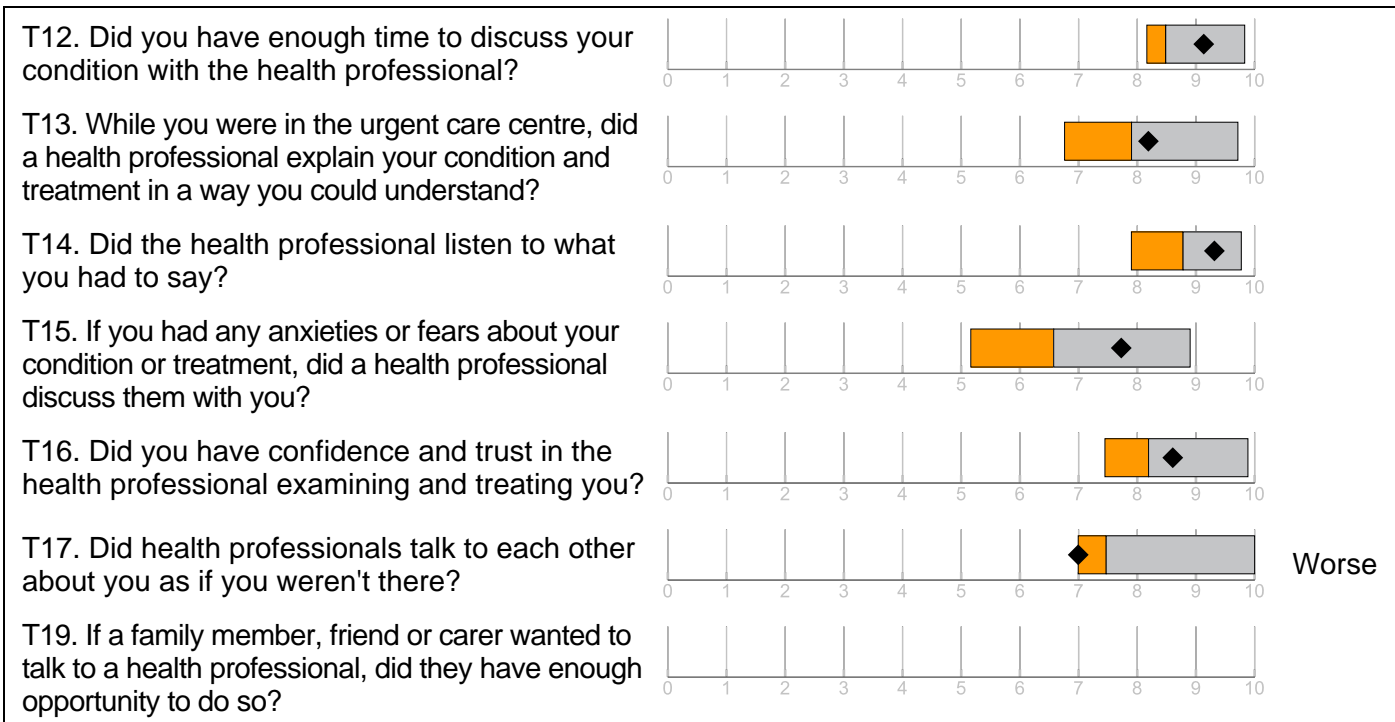 T12. Did you have enough time to discuss your
condition with the health professional?
0 1 2 3 4 5 6 7 8 9 10
T13. While you were in the urgent care centre, did
a health professional explain your condition and
treatment in a way you could understand?
0 1 2 3 4 5 6 7 8 9 10
T14. Did the health professional listen to what
you had to say?
0 1 2 3 4 5 6 7 8 9 10
T15. If you had any anxieties or fears about your
condition or treatment, did a health professional
discuss them with you?
0 1 2 3 4 5 6 7 8 9 10
T16. Did you have confidence and trust in the
health professional examining and treating you?
0 1 2 3 4 5 6 7 8 9 10
T17. Did health professionals talk to each other
about you as if you weren't there?
0 1 2 3 4 5 6 7 8 9 10
Worse
T19. If a family member, friend or carer wanted to
talk to a health professional, did they have enough
opportunity to do so?
0 1 2 3 4 5 6 7 8 9 10